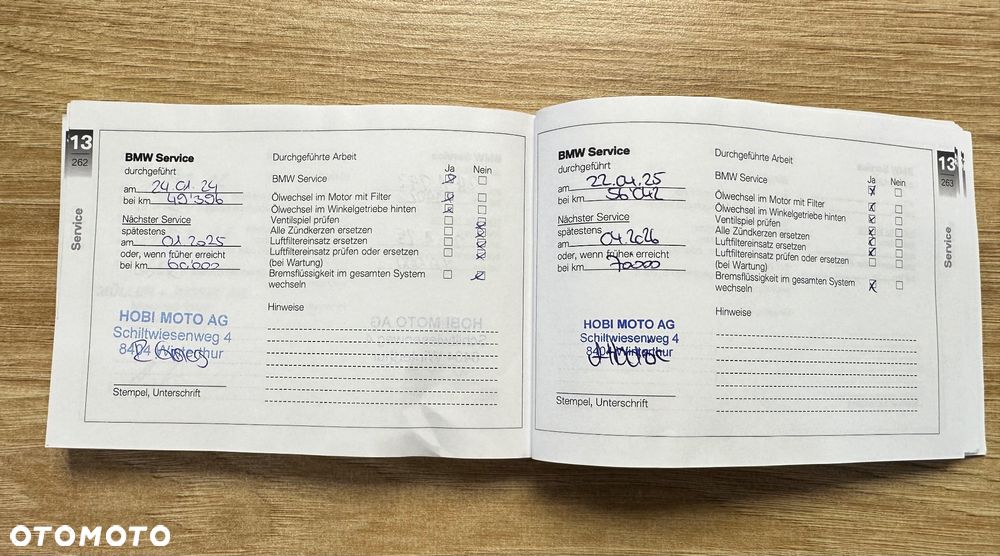 13
262
Service
BMW Service
durchgeführt
am 24.01.24
bei km 49'396
Nächster Service
spätestens
am 01.2025
oder, wenn früher erreicht
bei km 60.000
HOBI MOTO AG
Schiltwiesenweg 4
8404 Winterthur
Stempel, Unterschrift
Durchgeführte Arbeit
Ja Nein
BMW Service
Ölwechsel im Motor mit Filter
Ölwechsel im Winkelgetriebe hinten
Ventilspiel prüfen
Alle Zündkerzen ersetzen
Luftfiltereinsatz ersetzen
Luftfiltereinsatz prüfen oder ersetzen
(bei Wartung)
Bremsflüssigkeit im gesamten System
wechseln
Hinweise
BMW Service
durchgeführt
am 22.04.25
bei km 56'042
Nächster Service
spätestens
am 04.2026
oder, wenn früher erreicht
bei km 70000
HOBI MOTO AG
Schiltwiesenweg 4
8404 Winterthur
Stempel, Unterschrift
Durchgeführte Arbeit
Ja Nein
BMW Service
Ölwechsel im Motor mit Filter
Ölwechsel im Winkelgetriebe hinten
Ventilspiel prüfen
Alle Zündkerzen ersetzen
Luftfiltereinsatz ersetzen
Luftfiltereinsatz prüfen oder ersetzen
(bei Wartung)
Bremsflüssigkeit im gesamten System
wechseln
Hinweise
13
263
Service
OTOMOTO